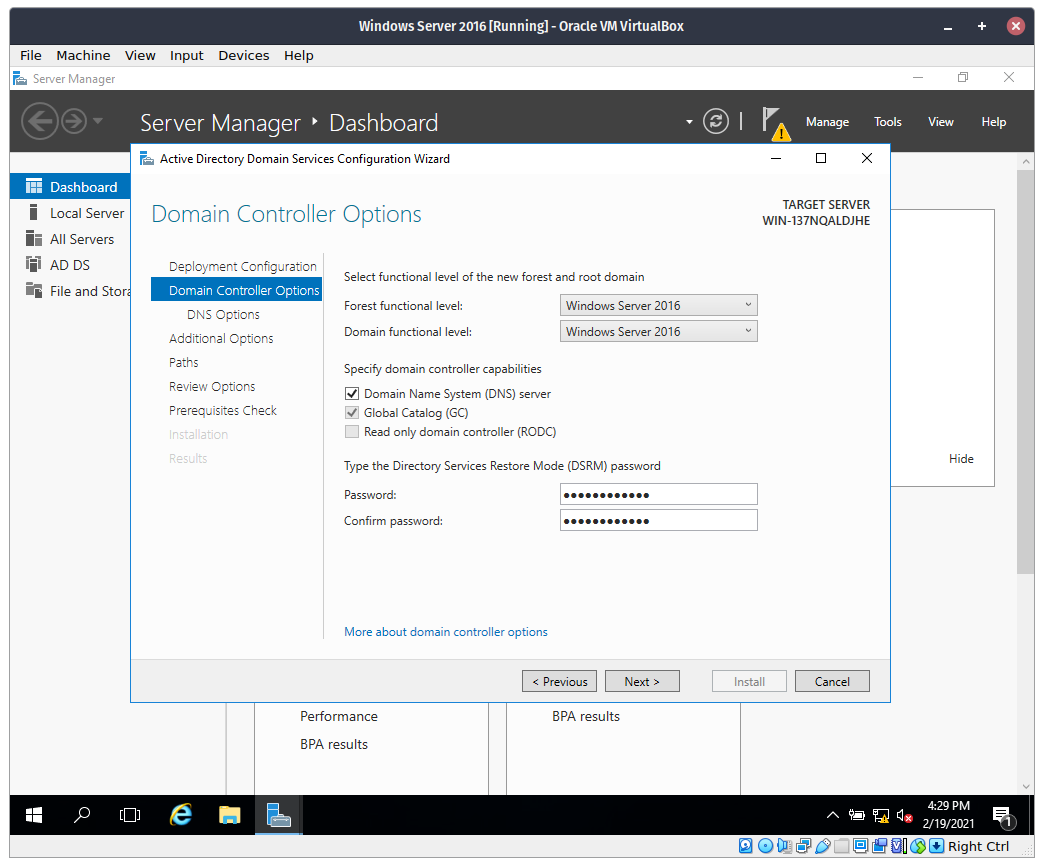 Windows Server 2016 [Running] - Oracle VM VirtualBox
File Machine View Input Devices Help
Server Manager
Server Manager ‣ Dashboard
Manage Tools View Help
Active Directory Domain Services Configuration Wizard
Dashboard
Local Server
All Servers
AD DS
File and Stora
Domain Controller Options
TARGET SERVER
WIN-137NQALDJHE
Deployment Configuration
Domain Controller Options
DNS Options
Additional Options
Paths
Review Options
Prerequisites Check
Installation
Results
Select functional level of the new forest and root domain
Forest functional level: Windows Server 2016
Domain functional level: Windows Server 2016
Specify domain controller capabilities
Domain Name System (DNS) server
Global Catalog (GC)
Read only domain controller (RODC)
Type the Directory Services Restore Mode (DSRM) password
Password: ●●●●●●●●●●●●
Confirm password: ●●●●●●●●●●●●
More about domain controller options
Hide
< Previous Next > Install Cancel
Performance
BPA results
BPA results
4:29 PM
2/19/2021
1
Right Ctrl